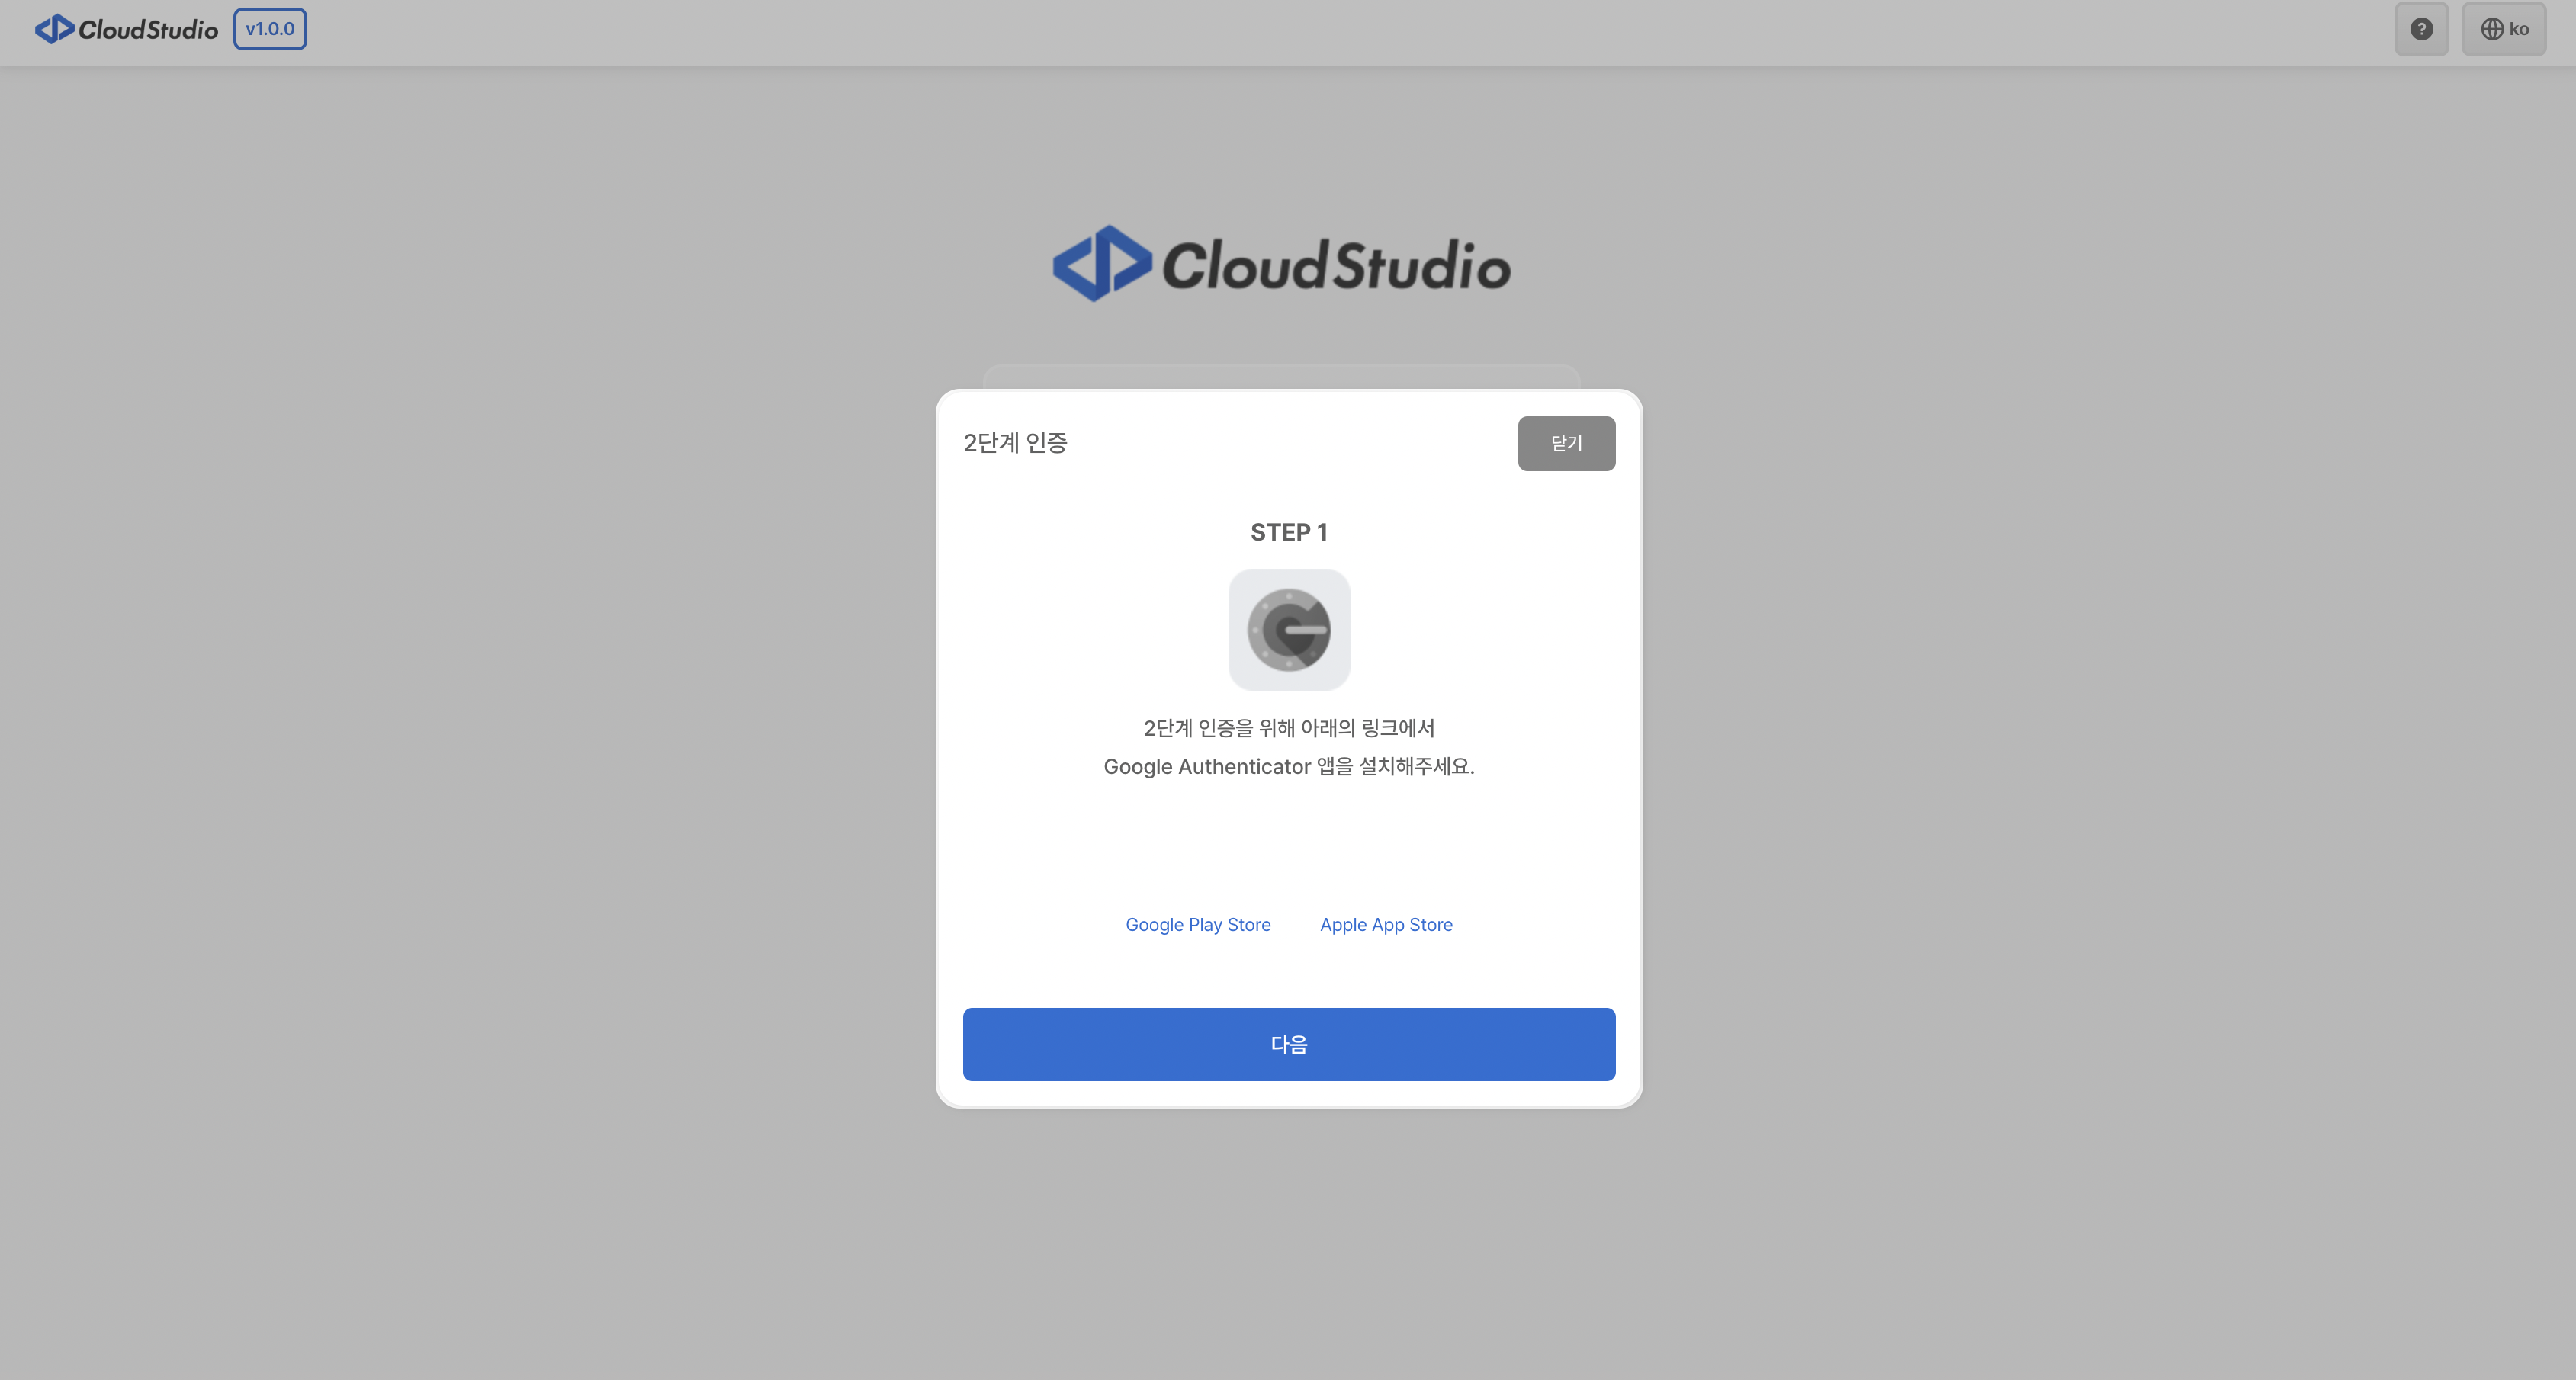 CloudStudio v1.0.0 ? ko
CloudStudio
2단계 인증 닫기
STEP 1
2단계 인증을 위해 아래의 링크에서
Google Authenticator 앱을 설치해주세요.
Google Play Store Apple App Store
다음